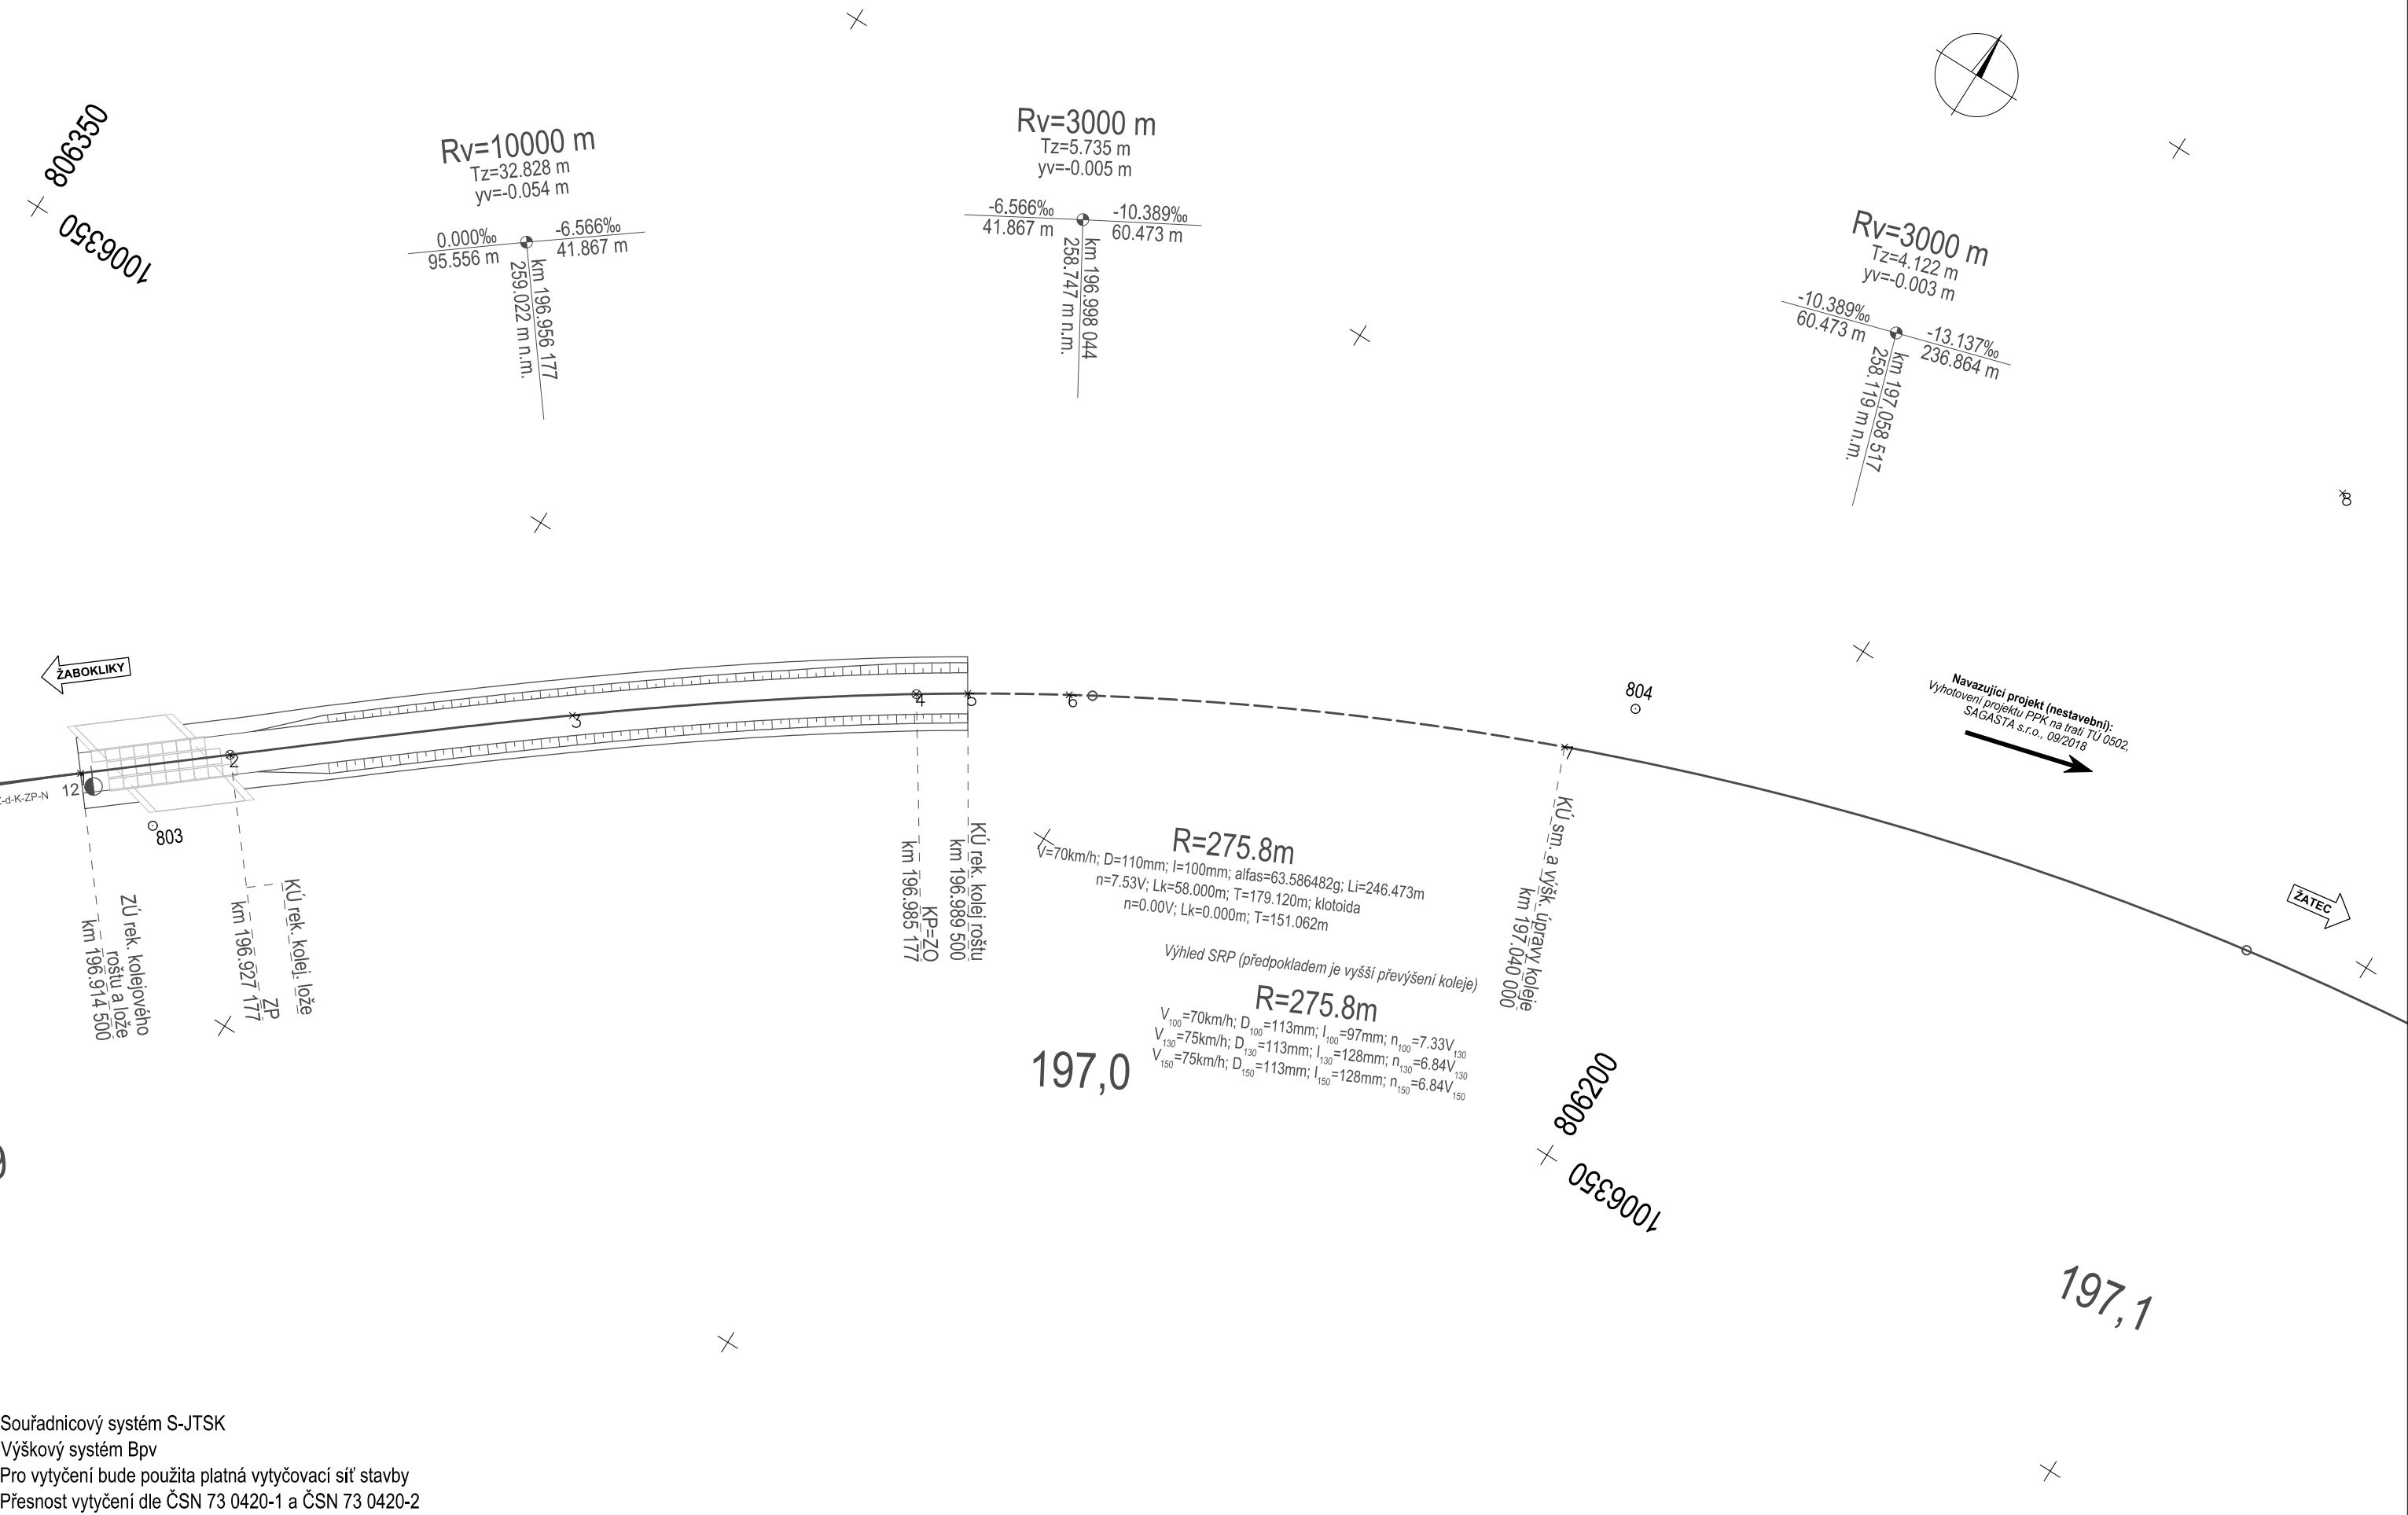 806350
1006350
Rv=10000 m
Tz=32.828 m
yv=-0.054 m
0.000‰
95.556 m
-6.566‰
41.867 m
km 196.956 177
259.022 m n.m.
Rv=3000 m
Tz=5.735 m
yv=-0.005 m
-6.566‰
41.867 m
-10.389‰
60.473 m
km 196.998 044
258.747 m n.m.
Rv=3000 m
Tz=4.122 m
yv=-0.003 m
-10.389‰
60.473 m
-13.137‰
236.864 m
km 197.058 517
258.119 m n.m.
8
ŽABOKLIKY
-d-K-ZP-N
12
2
803
3
4
5
6
7
804
Navazující projekt (nestavební):
Vyhotovení projektu PPK na trati TÚ 0502,
SAGASTA s.r.o., 09/2018
ŽATEC
ZÚ rek. kolejového
roštu a lože
km 196.914 500
KÚ rek. kolej. lože
ZP
km 196.927 177
KP=ZO
km 196.985 177
KÚ rek. kolej roštu
km 196.989 500
R=275.8m
V=70km/h; D=110mm; I=100mm; alfas=63.586482g; Li=246.473m
n=7.53V; Lk=58.000m; T=179.120m; klotoida
n=0.00V; Lk=0.000m; T=151.062m
Výhled SRP (předpokladem je vyšší převýšení koleje)
R=275.8m
V100=70km/h; D100=113mm; I100=97mm; n100=7.33V130
V130=75km/h; D130=113mm; I130=128mm; n130=6.84V130
V150=75km/h; D150=113mm; I150=128mm; n150=6.84V150
KÚ sm. a výšk. úpravy koleje
km 197.040 000
197,0
806200
1006350
197,1
Souřadnicový systém S-JTSK
Výškový systém Bpv
Pro vytyčení bude použita platná vytyčovací síť stavby
Přesnost vytyčení dle ČSN 73 0420-1 a ČSN 73 0420-2